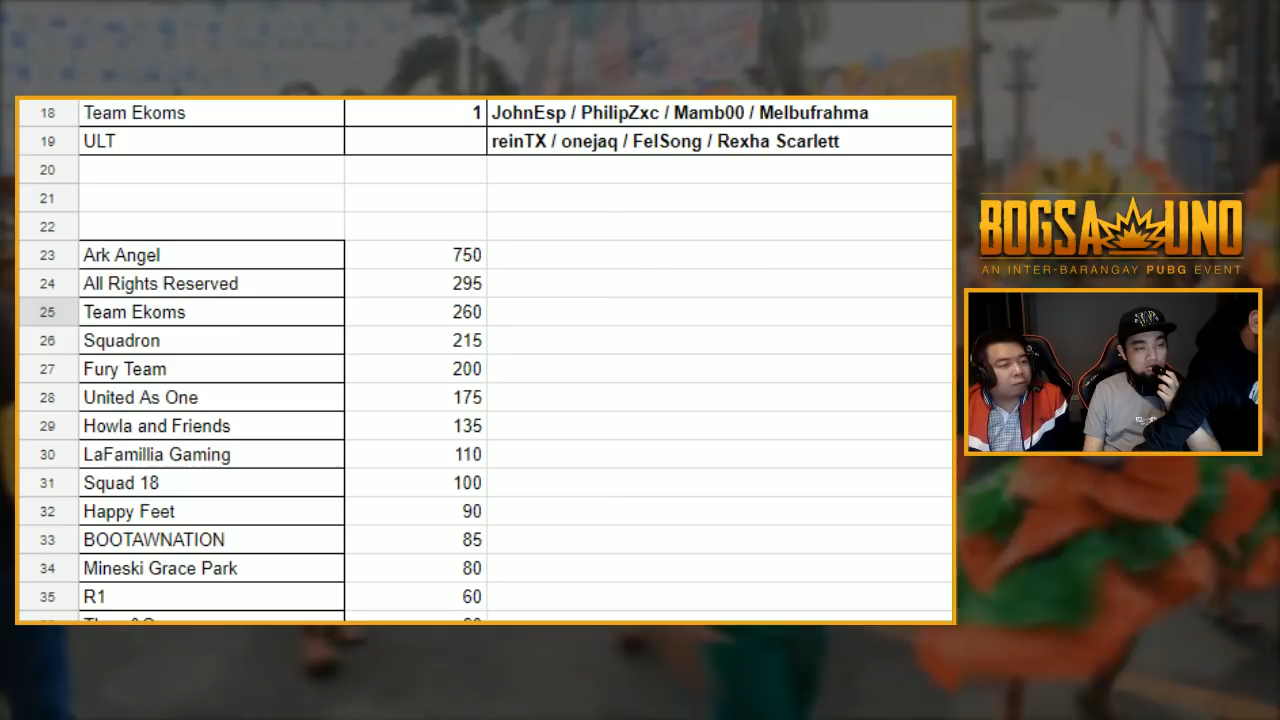 18 Team Ekoms 1 JohnEsp / PhilipZxc / Mamb00 / Melbufrahma
19 ULT reinTX / onejaq / FelSong / Rexha Scarlett
20
21
22
23 Ark Angel 750
24 All Rights Reserved 295
25 Team Ekoms 260
26 Squadron 215
27 Fury Team 200
28 United As One 175
29 Howla and Friends 135
30 LaFamillia Gaming 110
31 Squad 18 100
32 Happy Feet 90
33 BOOTAWNATION 85
34 Mineski Grace Park 80
35 R1 60
BOGSA UNO
AN INTER-BARANGAY PUBG EVENT